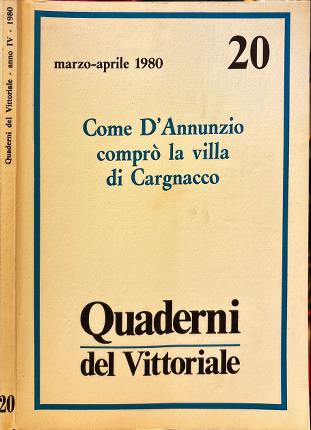 Quaderni del Vittoriale - anno IV - 1980
20
marzo-aprile 1980
20
Come D'Annunzio
comprò la villa
di Cargnacco
Quaderni
del Vittoriale